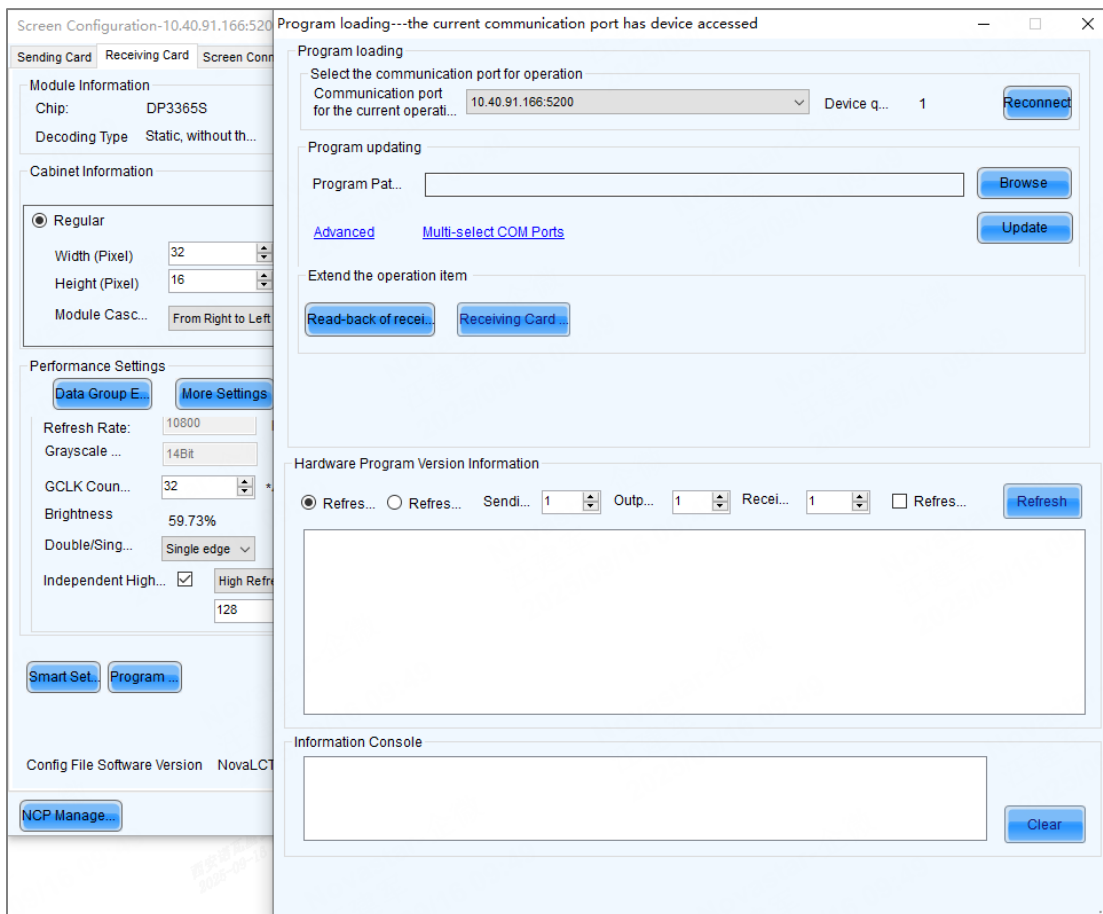 Screen Configuration-10.40.91.166:520
Sending Card
Receiving Card
Screen Conn
Module Information
Chip: DP3365S
Decoding Type Static, without th...
Cabinet Information
Regular
Width (Pixel) 32
Height (Pixel) 16
Module Casc... From Right to Left
Performance Settings
Data Group E...
More Settings
Refresh Rate: 10800
Grayscale ... 14Bit
GCLK Coun... 32
Brightness 59.73%
Double/Sing... Single edge
Independent High... High Refre
128
Smart Set...
Program ...
Config File Software Version NovaLCT
NCP Manage...
Program loading---the current communication port has device accessed
Program loading
Select the communication port for operation
Communication port
for the current operati...
10.40.91.166:5200
Device q... 1
Reconnect
Program updating
Program Pat...
Browse
Advanced
Multi-select COM Ports
Update
Extend the operation item
Read-back of recei...
Receiving Card ...
Hardware Program Version Information
Refres...
Refres...
Sendi... 1
Outp... 1
Recei... 1
Refres...
Refresh
Information Console
Clear